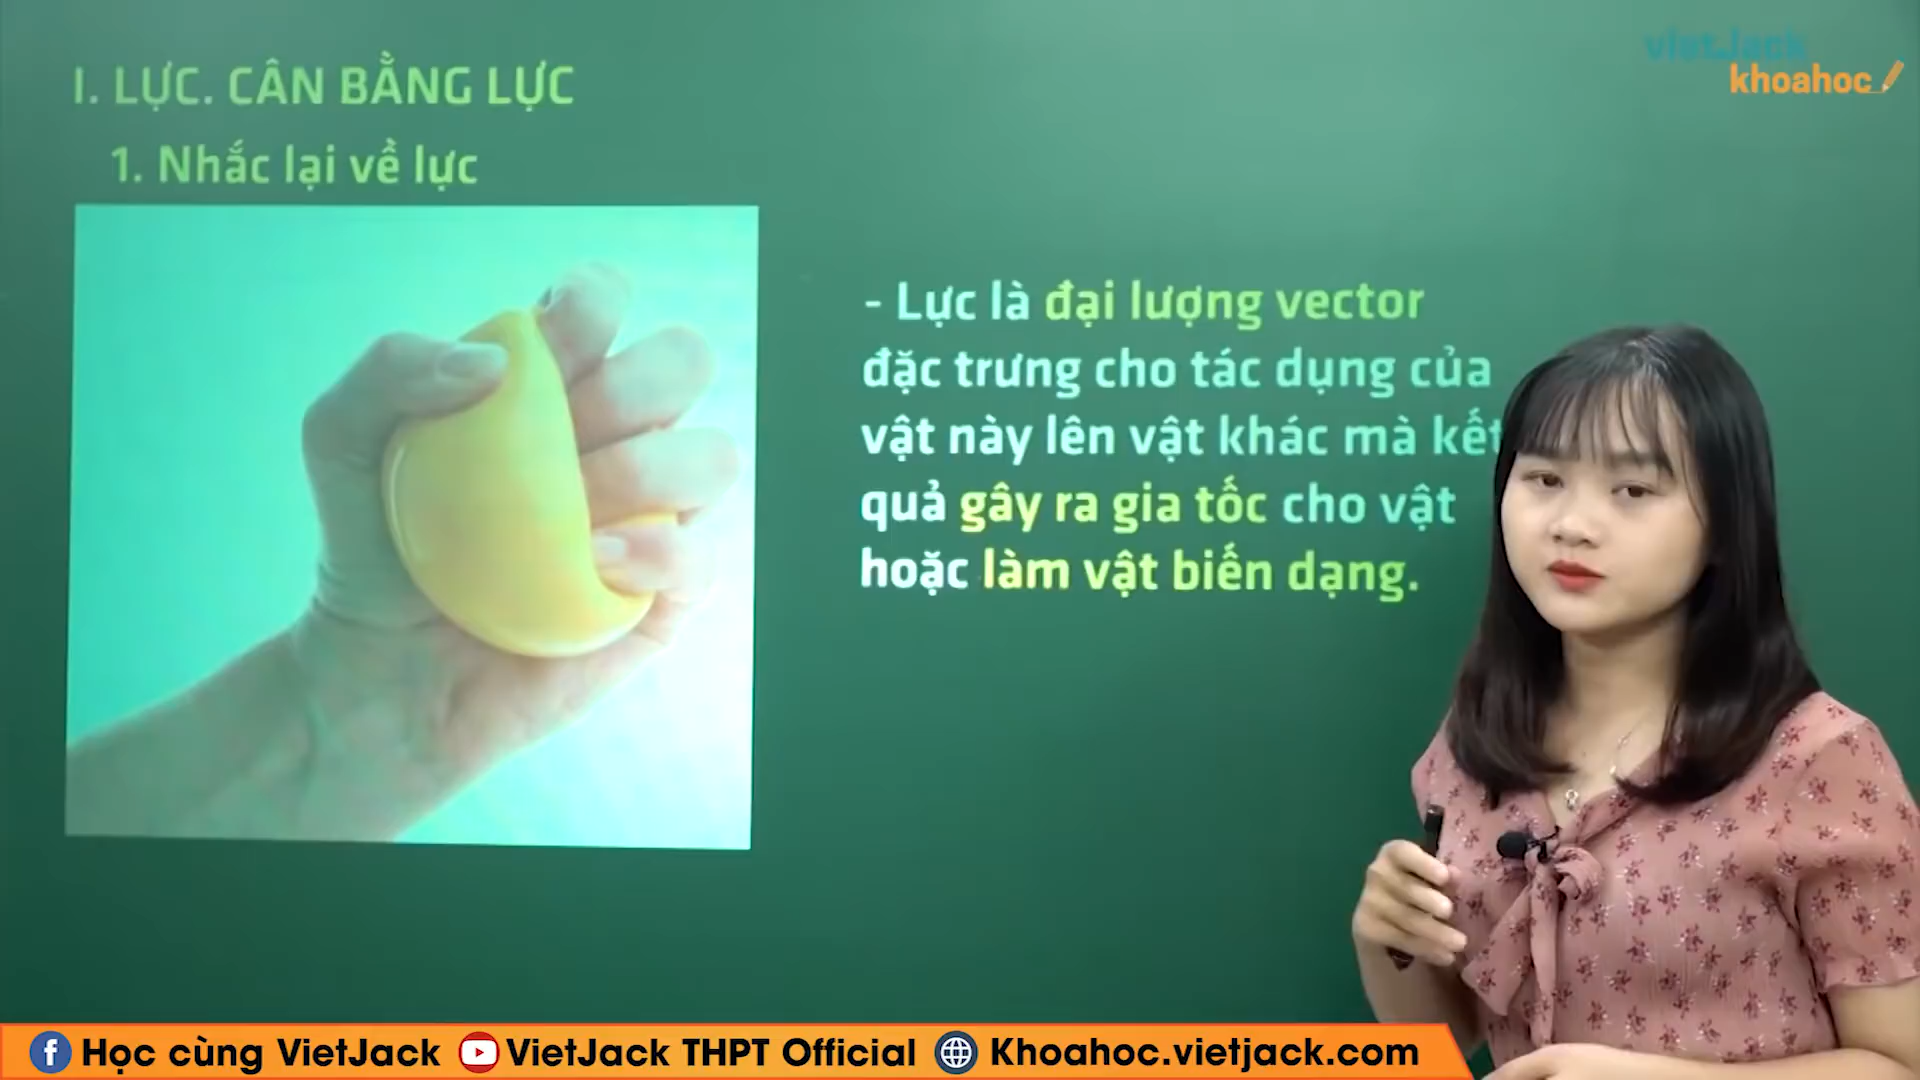 vietJack
khoahoc
I. LỰC. CÂN BẰNG LỰC
1. Nhắc lại về lực
- Lực là đại lượng vector
đặc trưng cho tác dụng của
vật này lên vật khác mà kết
quả gây ra gia tốc cho vật
hoặc làm vật biến dạng.
Học cùng VietJack VietJack THPT Official Khoahoc.vietjack.com